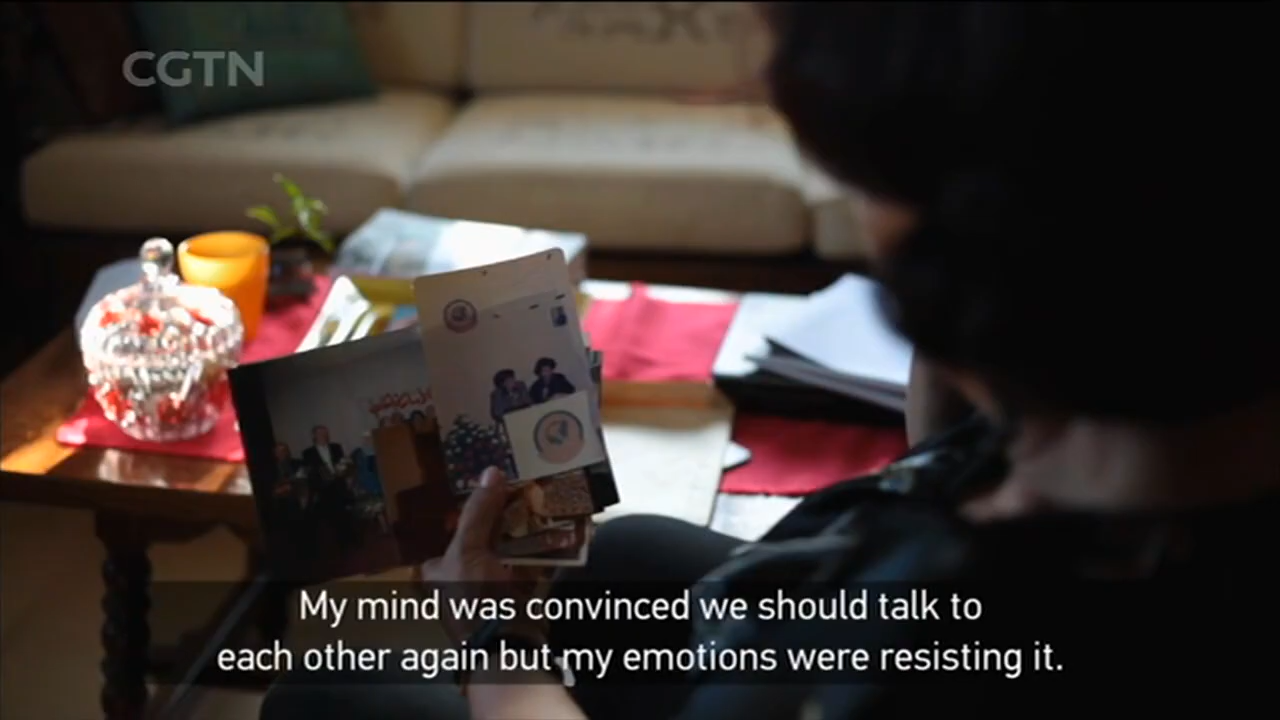 CGTN
My mind was convinced we should talk to
each other again but my emotions were resisting it.